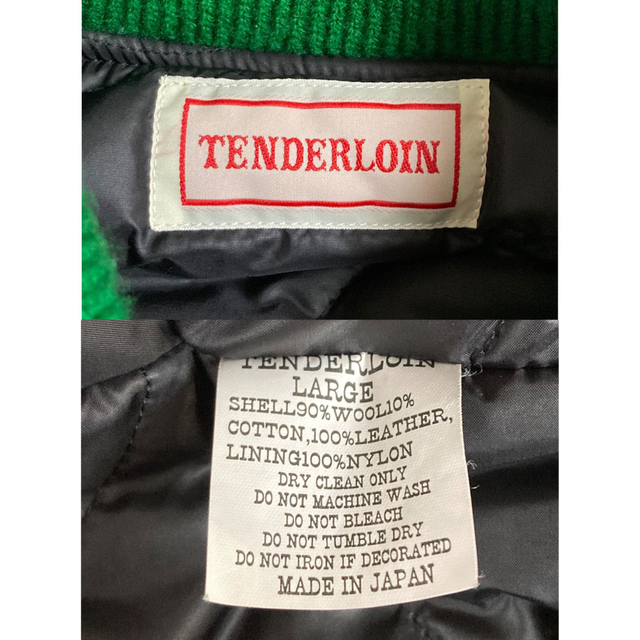 TENDERLOIN
TENDERLOIN
LARGE
SHELL90%WOOL10%
COTTON,100%LEATHER,
LINING100%NYLON
DRY CLEAN ONLY
DO NOT MACHINE WASH
DO NOT BLEACH
DO NOT TUMBLE DRY
DO NOT IRON IF DECORATED
MADE IN JAPAN